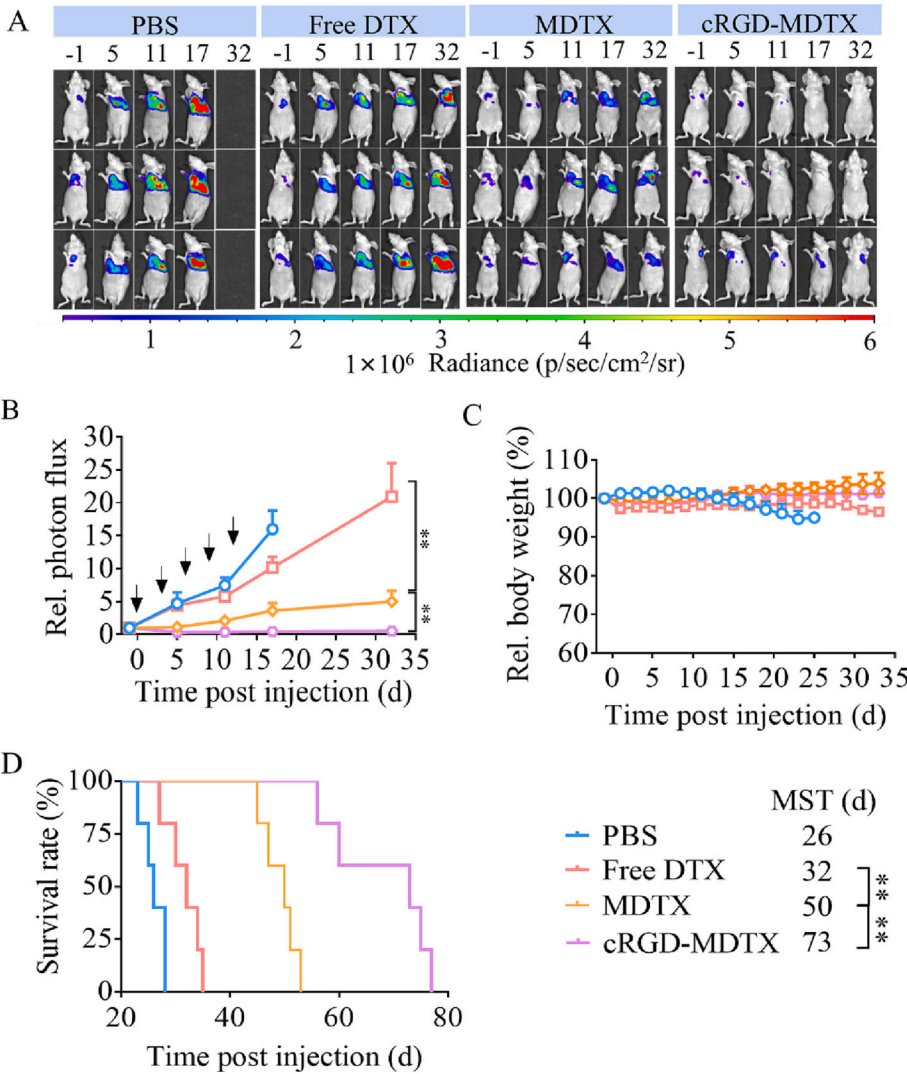 A
PBS Free DTX MDTX cRGD-MDTX
-1 5 11 17 32 -1 5 11 17 32 -1 5 11 17 32 -1 5 11 17 32
1 2 3 4 5 6
1×10⁶ Radiance (p/sec/cm²/sr)
B
Rel. photon flux
30
25
20
15
10
5
0
**
**
0 5 10 15 20 25 30 35
Time post injection (d)
C
Rel. body weight (%)
110
100
90
80
70
60
0 5 10 15 20 25 30 35
Time post injection (d)
D
Survival rate (%)
100
75
50
25
0
20 40 60 80
Time post injection (d)
MST (d)
PBS 26
Free DTX 32
MDTX 50
cRGD-MDTX 73
**
**